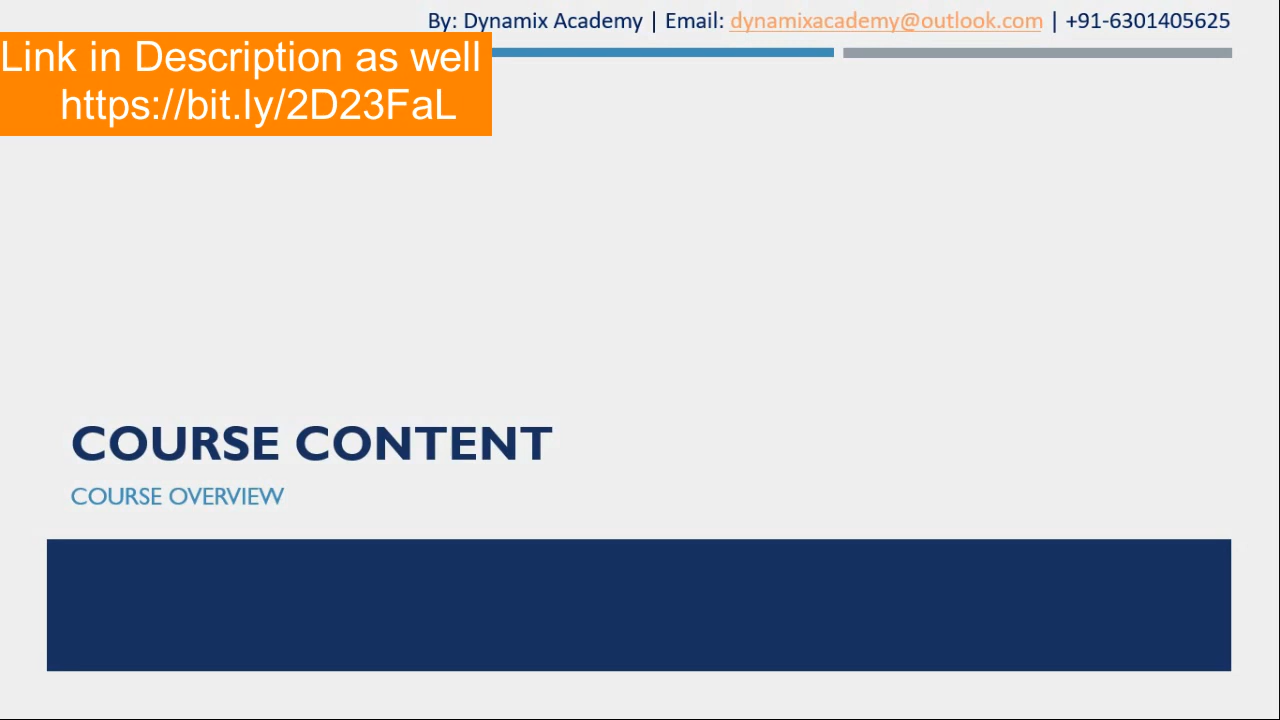 By: Dynamix Academy | Email: dynamixacademy@outlook.com | +91-6301405625
Link in Description as well
https://bit.ly/2D23FaL
COURSE CONTENT
COURSE OVERVIEW